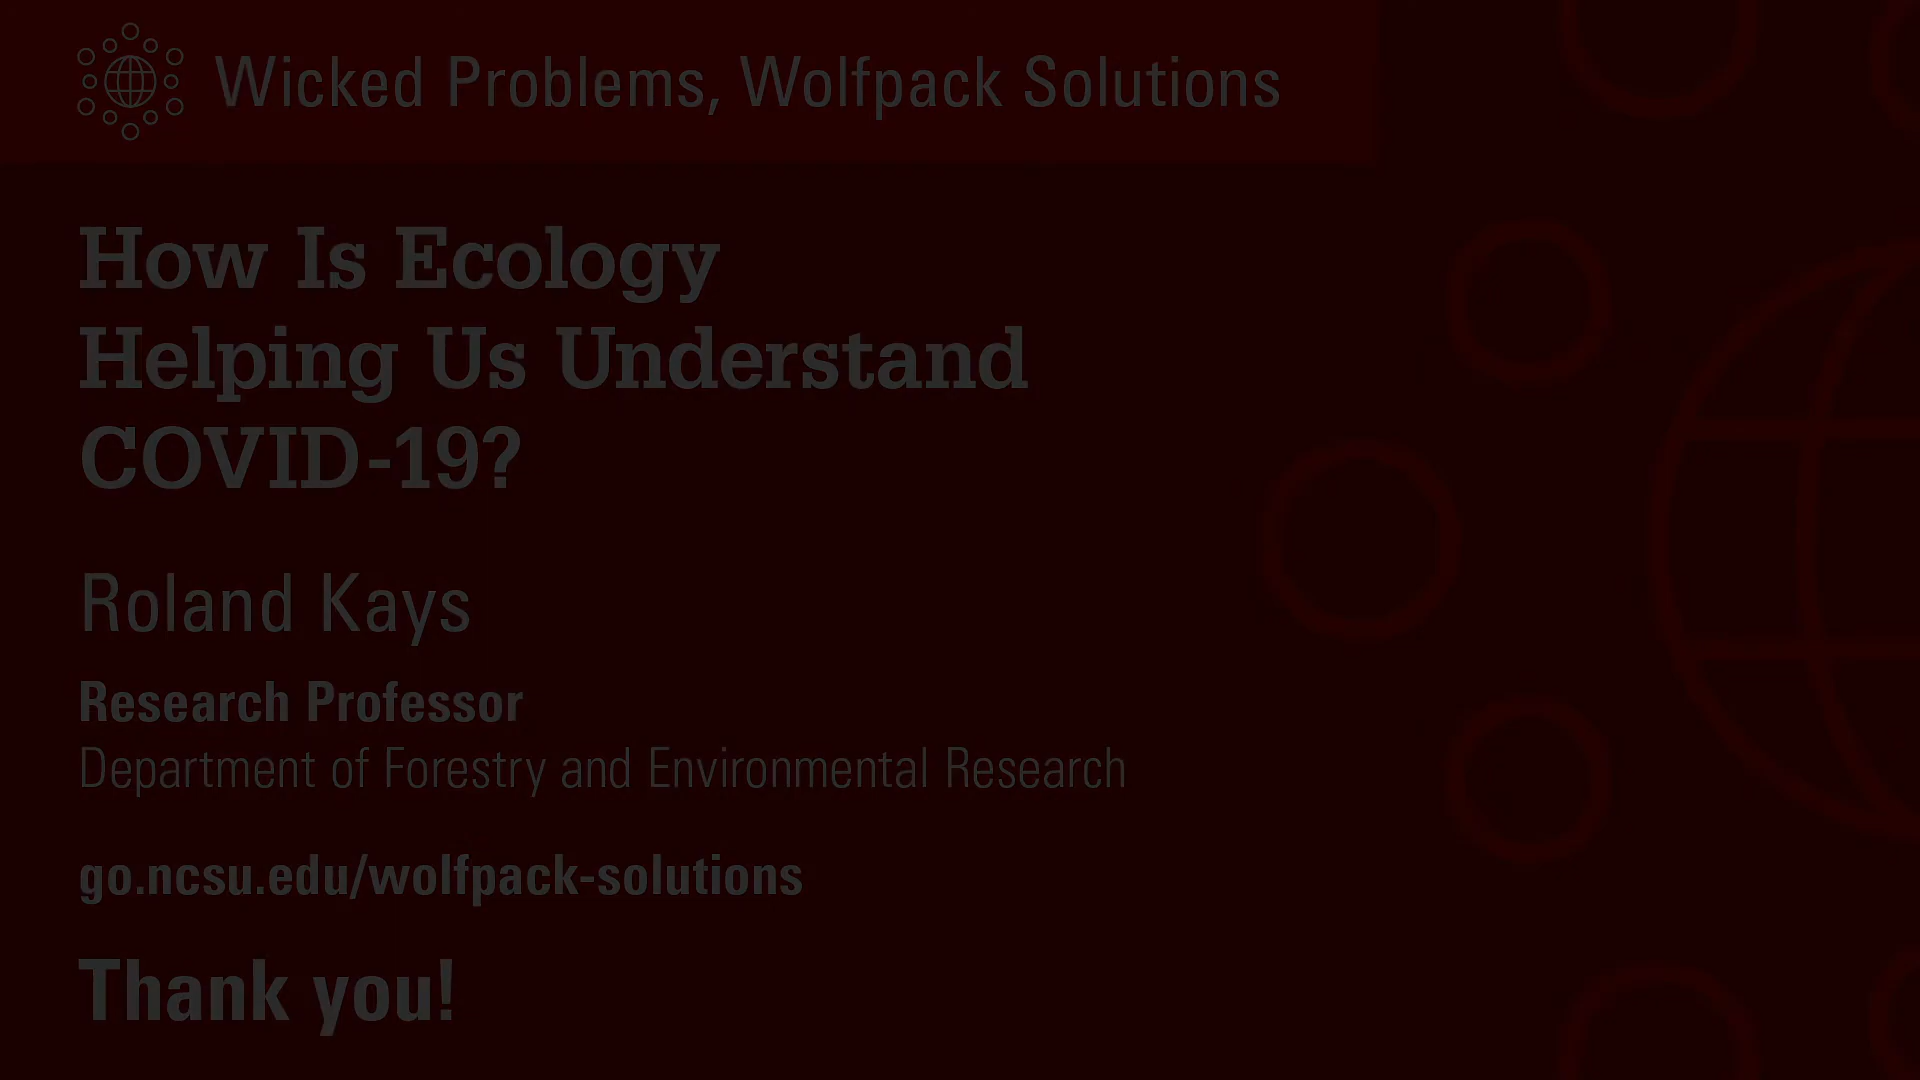 Wicked Problems, Wolfpack Solutions
How Is Ecology
Helping Us Understand
COVID-19?
Roland Kays
Research Professor
Department of Forestry and Environmental Research
go.ncsu.edu/wolfpack-solutions
Thank you!